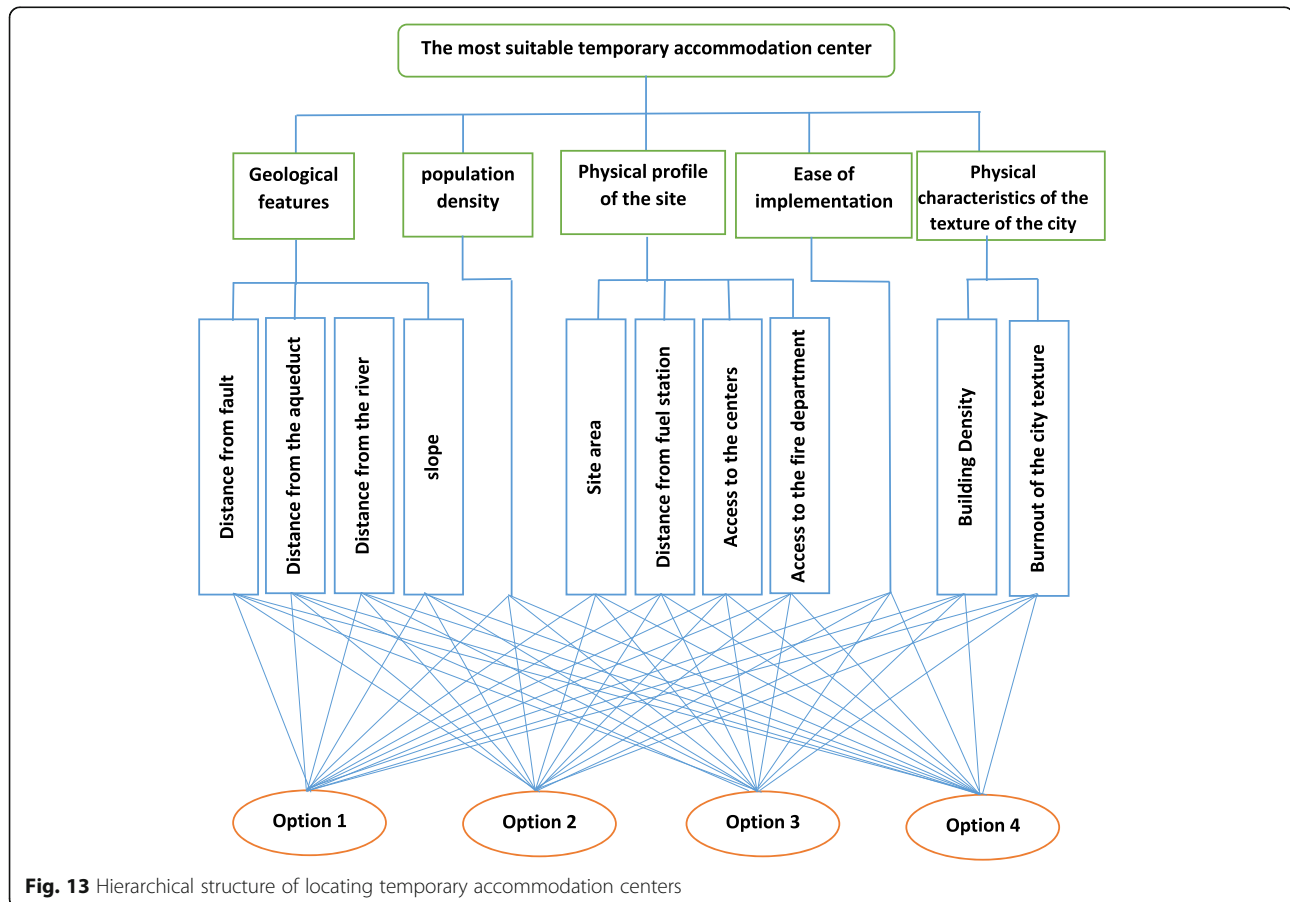 The most suitable temporary accommodation center
Geological
features
population
density
Physical profile
of the site
Ease of
implementation
Physical
characteristics of the
texture of the city
Distance from fault
Distance from the aqueduct
Distance from the river
slope
Site area
Distance from fuel station
Access to the centers
Access to the fire department
Building Density
Burnout of the city texture
Option 1
Option 2
Option 3
Option 4
Fig. 13 Hierarchical structure of locating temporary accommodation centers